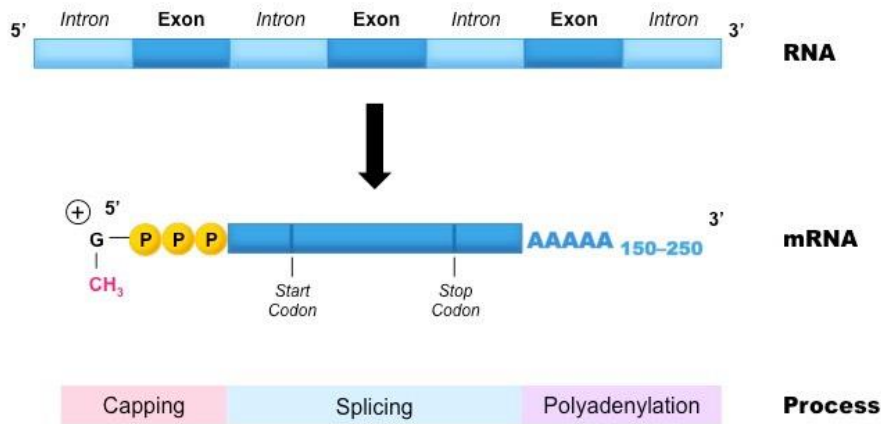 Intron Exon Intron Exon Intron Exon Intron
5’ 3’
RNA
+ 5’ 3’
G P P P AAAAA 150–250 mRNA
CH3
Start Codon
Stop Codon
Capping Splicing Polyadenylation Process